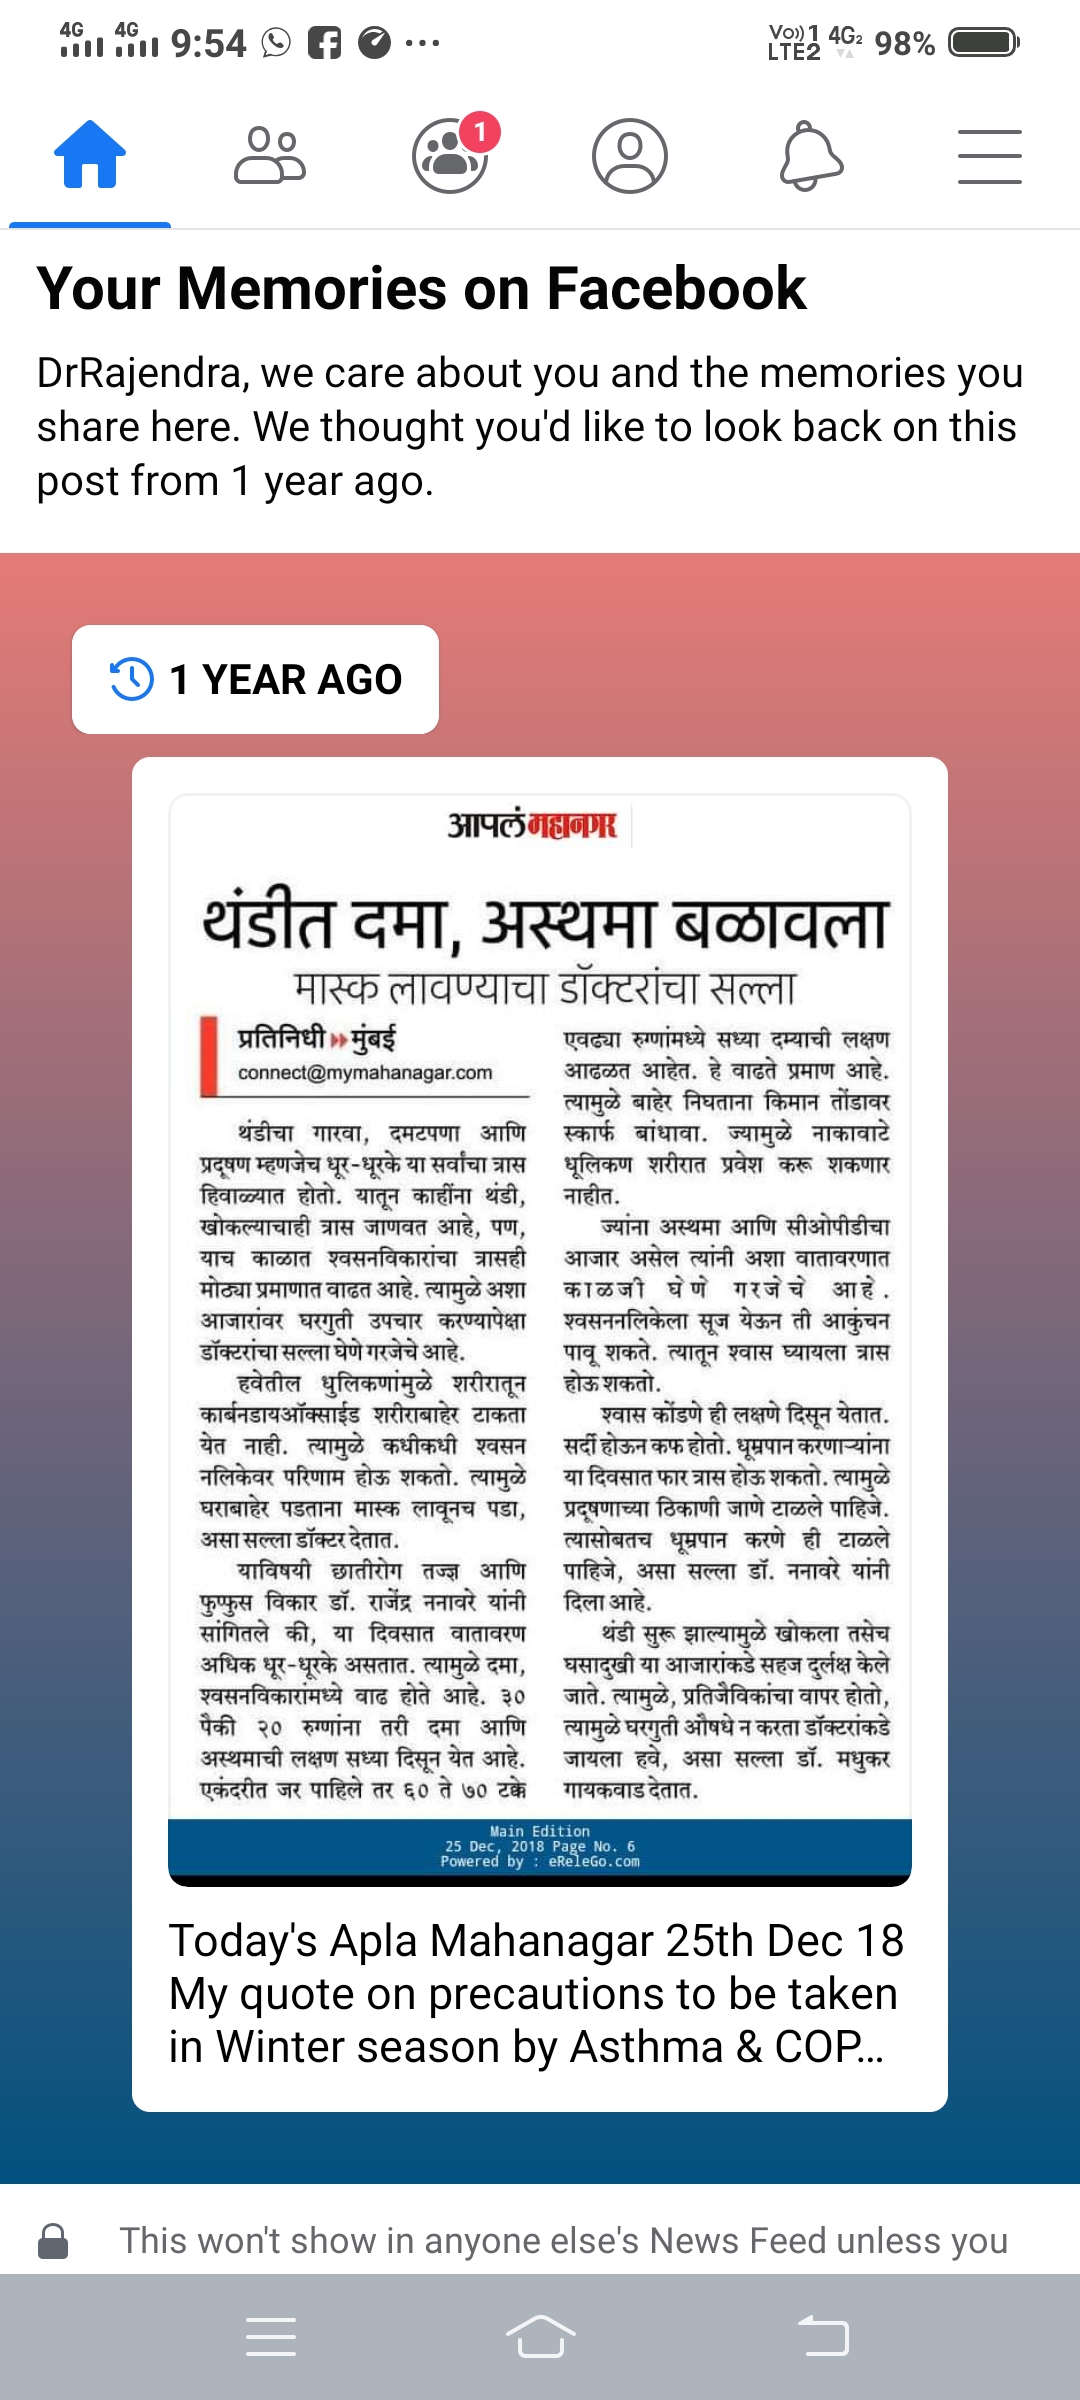 4G 4G 9:54 Vo)) 1 LTE2 4G2 98%
1
Your Memories on Facebook
DrRajendra, we care about you and the memories you
share here. We thought you'd like to look back on this
post from 1 year ago.
1 YEAR AGO
आपलं महानगर
थंडीत दमा, अस्थमा बळावला
मास्क लावण्याचा डॉक्टरांचा सल्ला
प्रतिनिधी मुंबई
connect@mymahanagar.com
थंडीचा गारवा, दमटपणा आणि
प्रदूषण म्हणजेच धूर-धूरके या सर्वांचा त्रास
हिवाळ्यात होतो. यातून काहींना थंडी,
खोकल्याचाही त्रास जाणवत आहे, पण,
याच काळात श्वसनविकारांचा त्रासही
मोठ्या प्रमाणात वाढत आहे. त्यामुळे अशा
आजारांवर घरगुती उपचार करण्यापेक्षा
डॉक्टरांचा सल्ला घेणे गरजेचे आहे.
हवेतील धुलिकणांमुळे शरीरातून
कार्बनडायऑक्साईड शरीराबाहेर टाकता
येत नाही. त्यामुळे कधीकधी श्वसन
नलिकेवर परिणाम होऊ शकतो. त्यामुळे
घराबाहेर पडताना मास्क लावूनच पडा,
असा सल्ला डॉक्टर देतात.
याविषयी छातीरोग तज्ज्ञ आणि
फुफ्फुस विकार डॉ. राजेंद्र ननावरे यांनी
सांगितले की, या दिवसात वातावरण
अधिक धूर-धूरके असतात. त्यामुळे दमा,
श्वसनविकारांमध्ये वाढ होते आहे. ३०
पैकी २० रुग्णांना तरी दमा आणि
अस्थमाची लक्षण सध्या दिसून येत आहे.
एकंदरीत जर पाहिले तर ६० ते ७० टक्के
एवढ्या रुग्णांमध्ये सध्या दम्याची लक्षण
आढळत आहेत. हे वाढते प्रमाण आहे.
त्यामुळे बाहेर निघताना किमान तोंडावर
स्कार्फ बांधावा. ज्यामुळे नाकावाटे
धूलिकण शरीरात प्रवेश करू शकणार
नाहीत.
ज्यांना अस्थमा आणि सीओपीडीचा
आजार असेल त्यांनी अशा वातावरणात
काळजी घेणे गरजेचे आहे.
श्वसननलिकेला सूज येऊन ती आकुंचन
पावू शकते. त्यातून श्वास घ्यायला त्रास
होऊ शकतो.
श्वास कोंडणे ही लक्षणे दिसून येतात.
सर्दी होऊन कफ होतो. धूम्रपान करणाऱ्यांना
या दिवसात फार त्रास होऊ शकतो. त्यामुळे
प्रदूषणाच्या ठिकाणी जाणे टाळले पाहिजे.
त्यासोबतच धूम्रपान करणे ही टाळले
पाहिजे, असा सल्ला डॉ. ननावरे यांनी
दिला आहे.
थंडी सुरू झाल्यामुळे खोकला तसेच
घसादुखी या आजारांकडे सहज दुर्लक्ष केले
जाते. त्यामुळे, प्रतिजैविकांचा वापर होतो,
त्यामुळे घरगुती औषधे न करता डॉक्टरांकडे
जायला हवे, असा सल्ला डॉ. मधुकर
गायकवाड देतात.
Main Edition
25 Dec, 2018 Page No. 6
Powered by : eReleGo.com
Today's Apla Mahanagar 25th Dec 18
My quote on precautions to be taken
in Winter season by Asthma & COP...
This won't show in anyone else's News Feed unless you